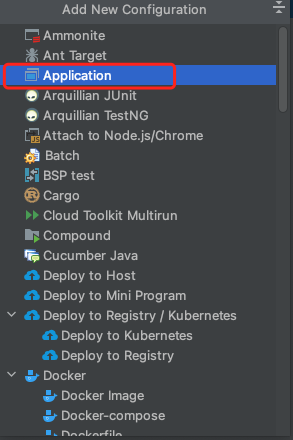 Add New Configuration
Ammonite
Ant Target
Application
Arquillian JUnit
Arquillian TestNG
Attach to Node.js/Chrome
Batch
BSP test
Cargo
Cloud Toolkit Multirun
Compound
Cucumber Java
Deploy to Host
Deploy to Mini Program
Deploy to Registry / Kubernetes
Deploy to Kubernetes
Deploy to Registry
Docker
Docker Image
Docker-compose
Dockerfile